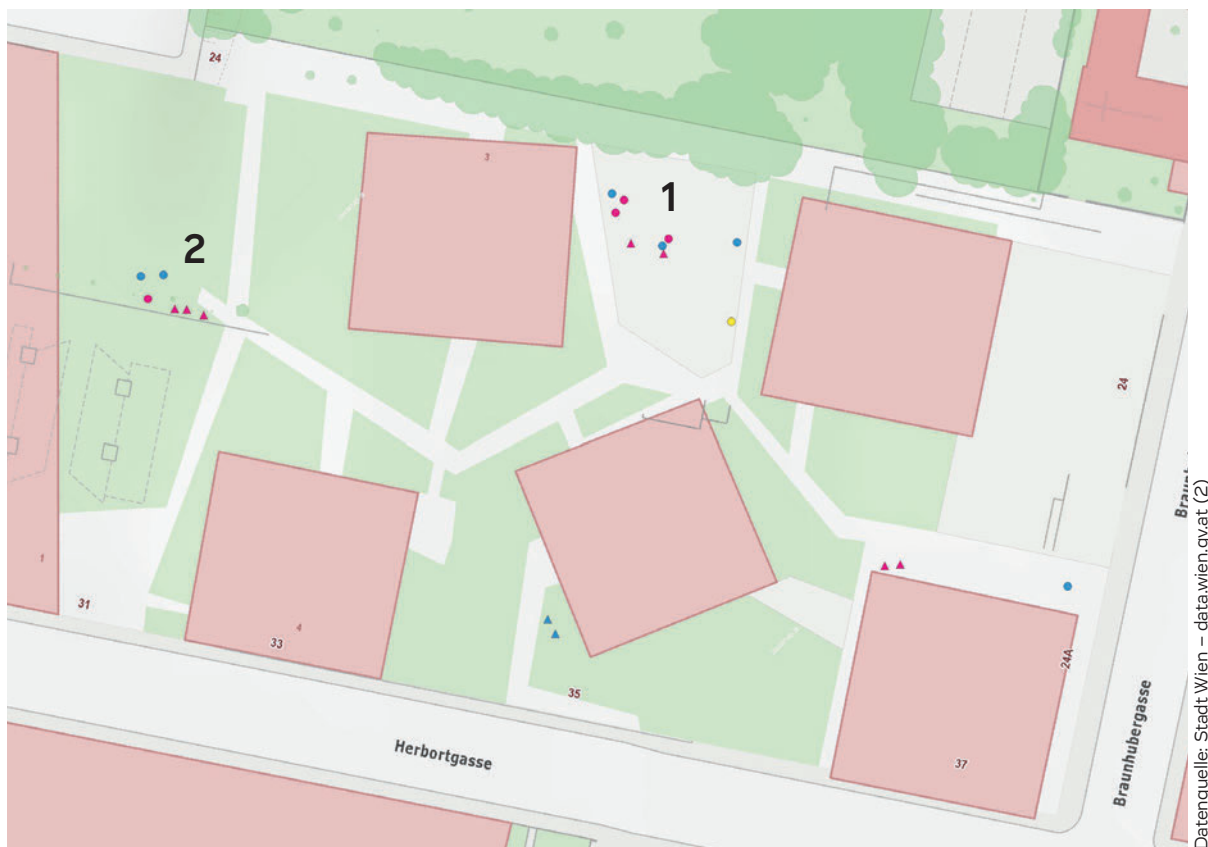 24
3
1
2
24
1
31
33
4
35
24A
37
Herbortgasse
Braunhubergasse
Datenquelle: Stadt Wien – data.wien.gv.at (2)